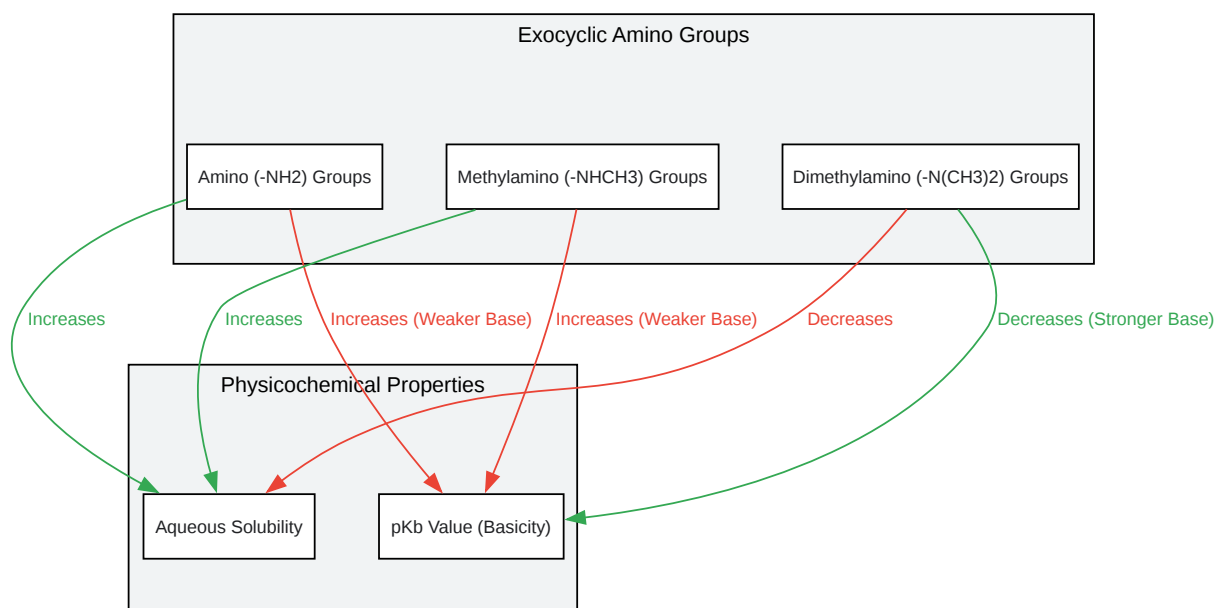 Exocyclic Amino Groups
Amino (-NH2) Groups
Methylamino (-NHCH3) Groups
Dimethylamino (-N(CH3)2) Groups
Increases
Increases
Increases (Weaker Base)
Increases (Weaker Base)
Decreases
Decreases (Stronger Base)
Physicochemical Properties
Aqueous Solubility
pKb Value (Basicity)